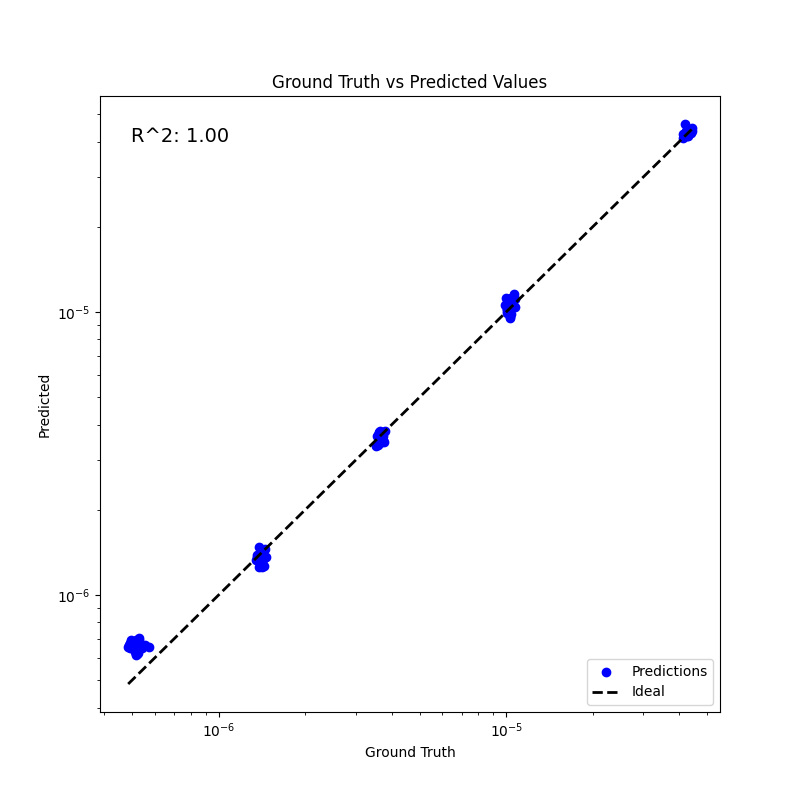 Ground Truth vs Predicted Values
R^2: 1.00
Predicted
10⁻⁵
10⁻⁶
Predictions
Ideal
10⁻⁶
10⁻⁵
Ground Truth